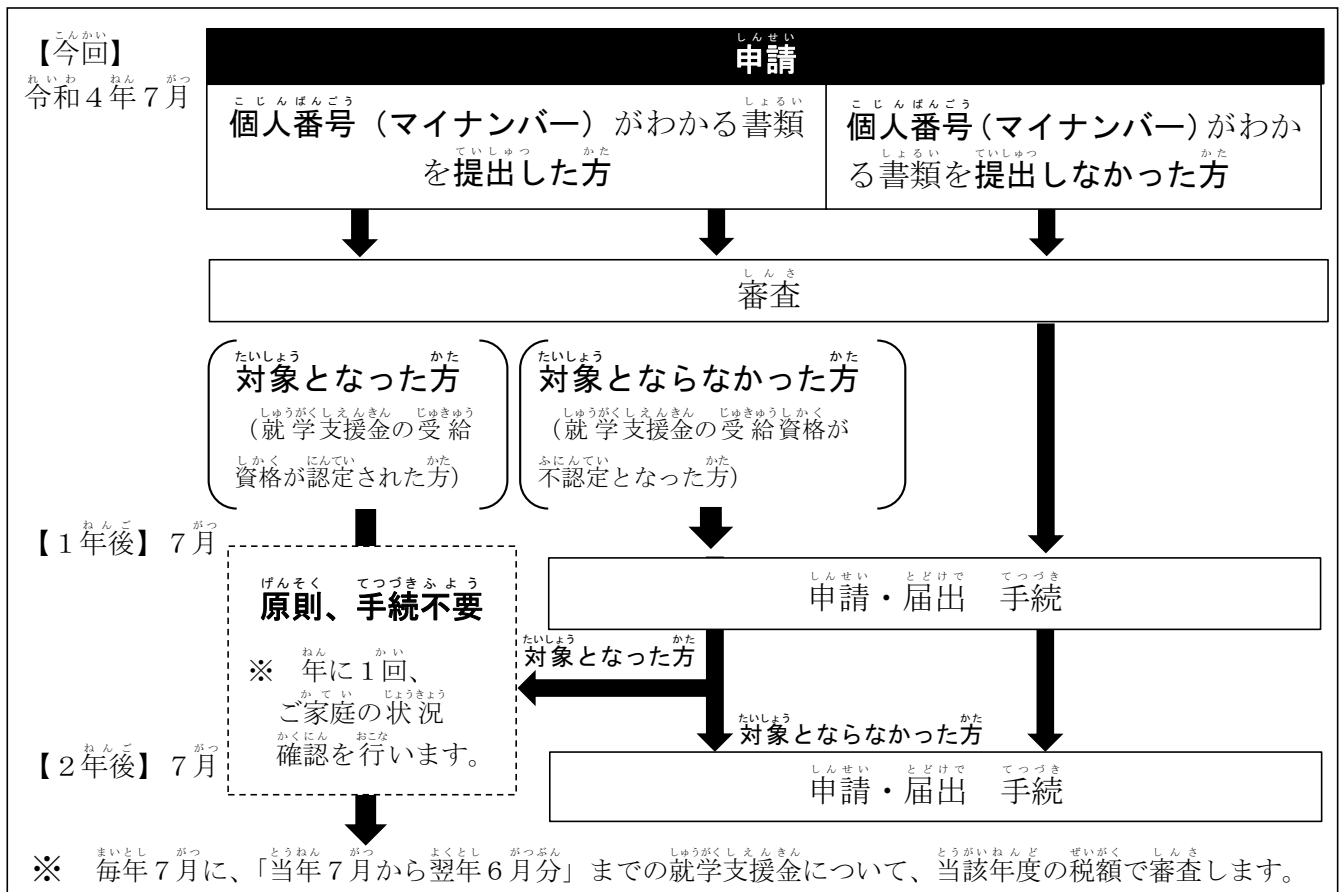 【今回】
令和４年７月
申請
個人番号（マイナンバー）がわかる書類
を提出した方
個人番号(マイナンバー)がわか
る書類を提出しなかった方
審査
対象となった方
（就学支援金の受給
資格が認定された方）
対象とならなかった方
（就学支援金の受給資格が
不認定となった方）
【１年後】７月
原則、手続不要
※　年に１回、
ご家庭の状況
確認を行います。
申請・届出　手続
対象となった方
対象とならなかった方
【２年後】７月
申請・届出　手続
※　毎年７月に、「当年７月から翌年６月分」までの就学支援金について、当該年度の税額で審査します。